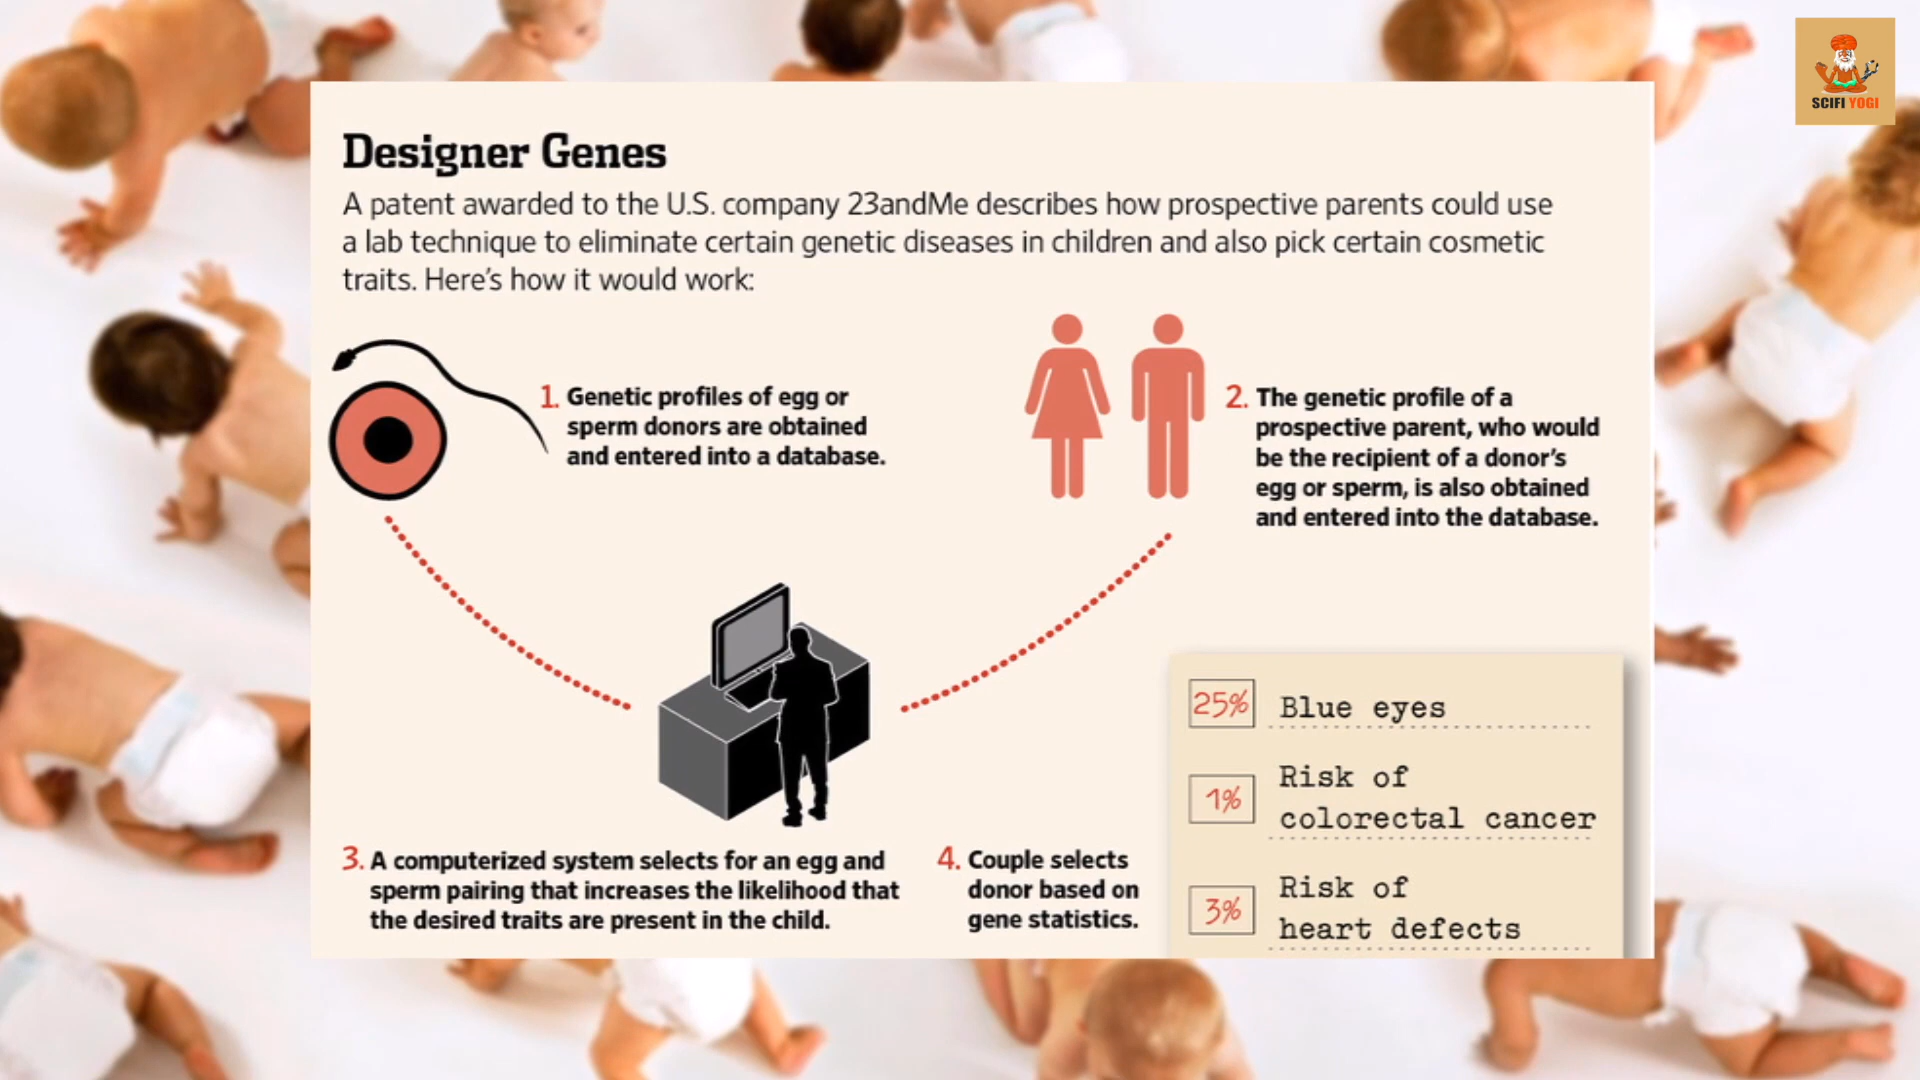 SCIFI YOGI
Designer Genes
A patent awarded to the U.S. company 23andMe describes how prospective parents could use
a lab technique to eliminate certain genetic diseases in children and also pick certain cosmetic
traits. Here's how it would work:
1. Genetic profiles of egg or
sperm donors are obtained
and entered into a database.
2. The genetic profile of a
prospective parent, who would
be the recipient of a donor's
egg or sperm, is also obtained
and entered into the database.
3. A computerized system selects for an egg and
sperm pairing that increases the likelihood that
the desired traits are present in the child.
4. Couple selects
donor based on
gene statistics.
25% Blue eyes
1% Risk of
colorectal cancer
3% Risk of
heart defects